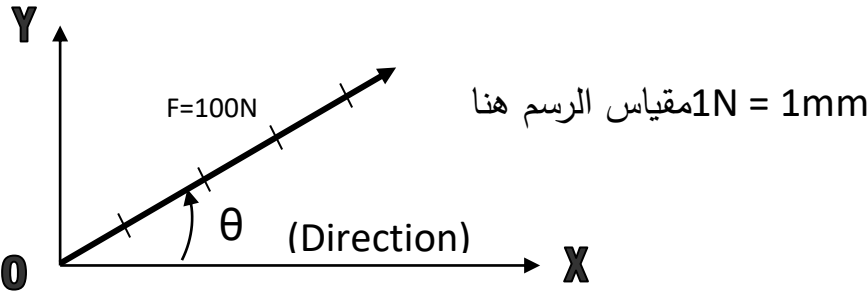 Y
F=100N
مقياس الرسم هنا 1N = 1mm
θ
(Direction)
X
0